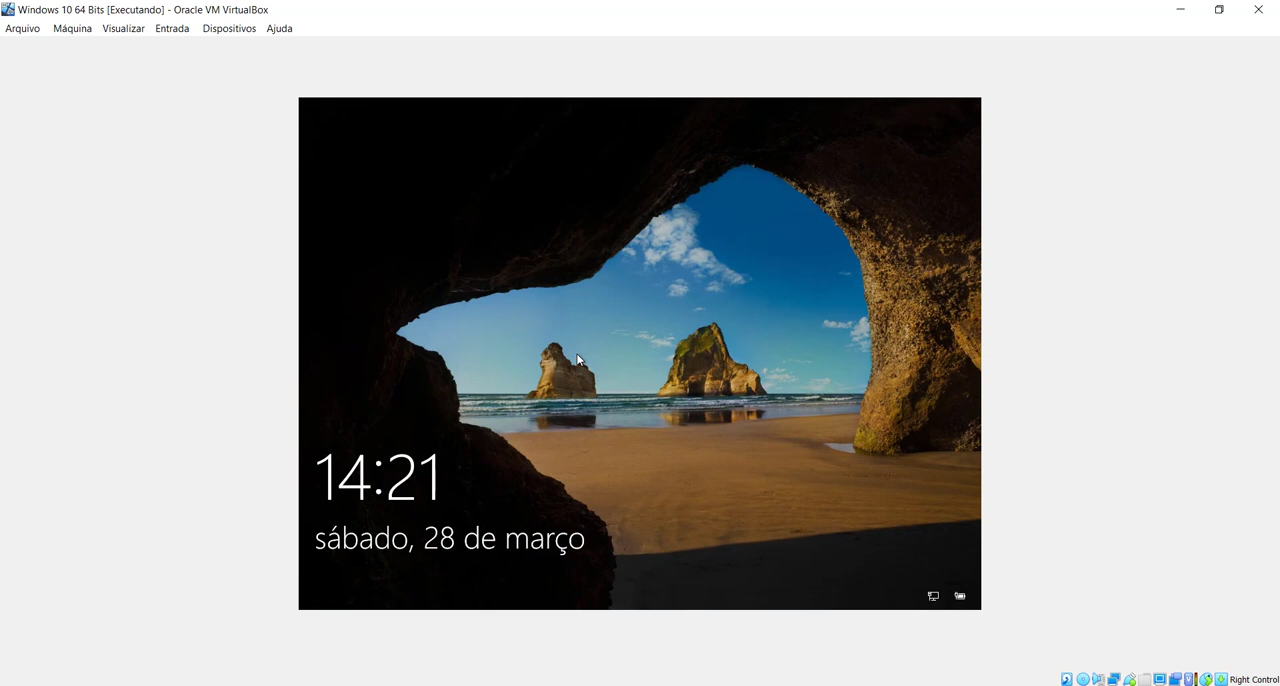 Windows 10 64 Bits [Executando] - Oracle VM VirtualBox
Arquivo Máquina Visualizar Entrada Dispositivos Ajuda
14:21
sábado, 28 de março
Right Control